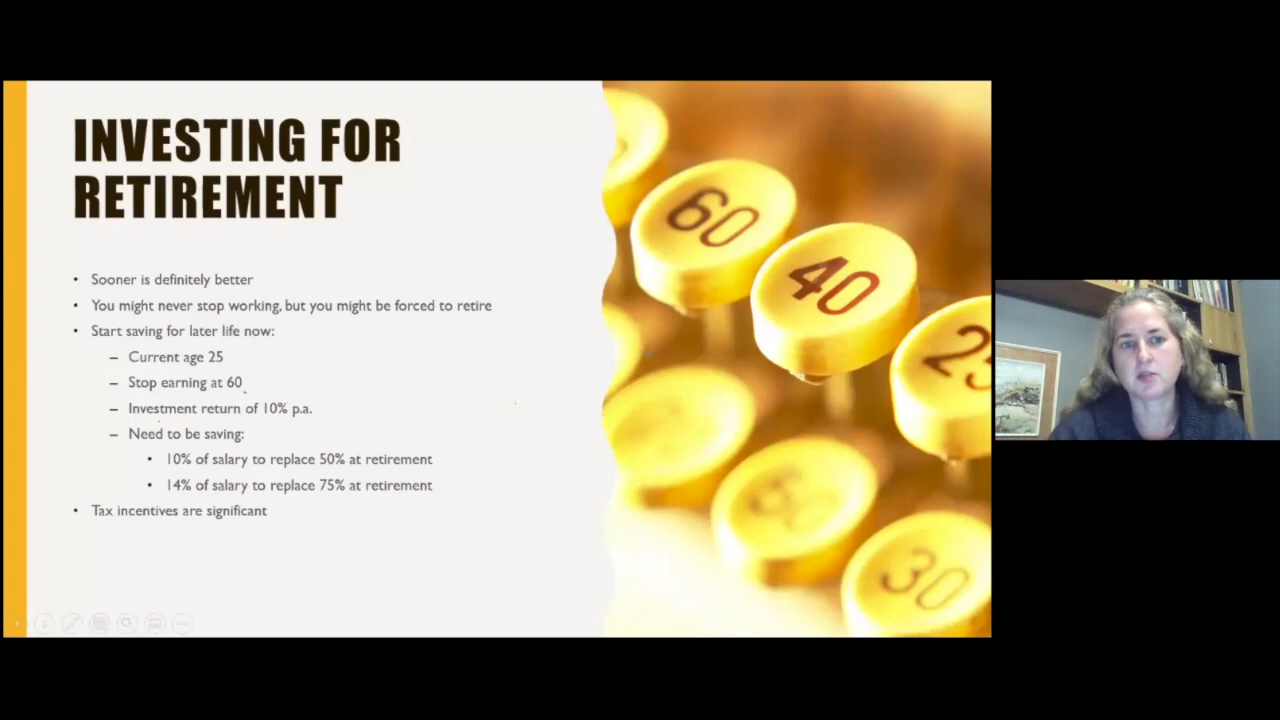 INVESTING FOR
RETIREMENT
• Sooner is definitely better
• You might never stop working, but you might be forced to retire
• Start saving for later life now:
– Current age 25
– Stop earning at 60
– Investment return of 10% p.a.
– Need to be saving:
• 10% of salary to replace 50% at retirement
• 14% of salary to replace 75% at retirement
• Tax incentives are significant
60
40
25
30